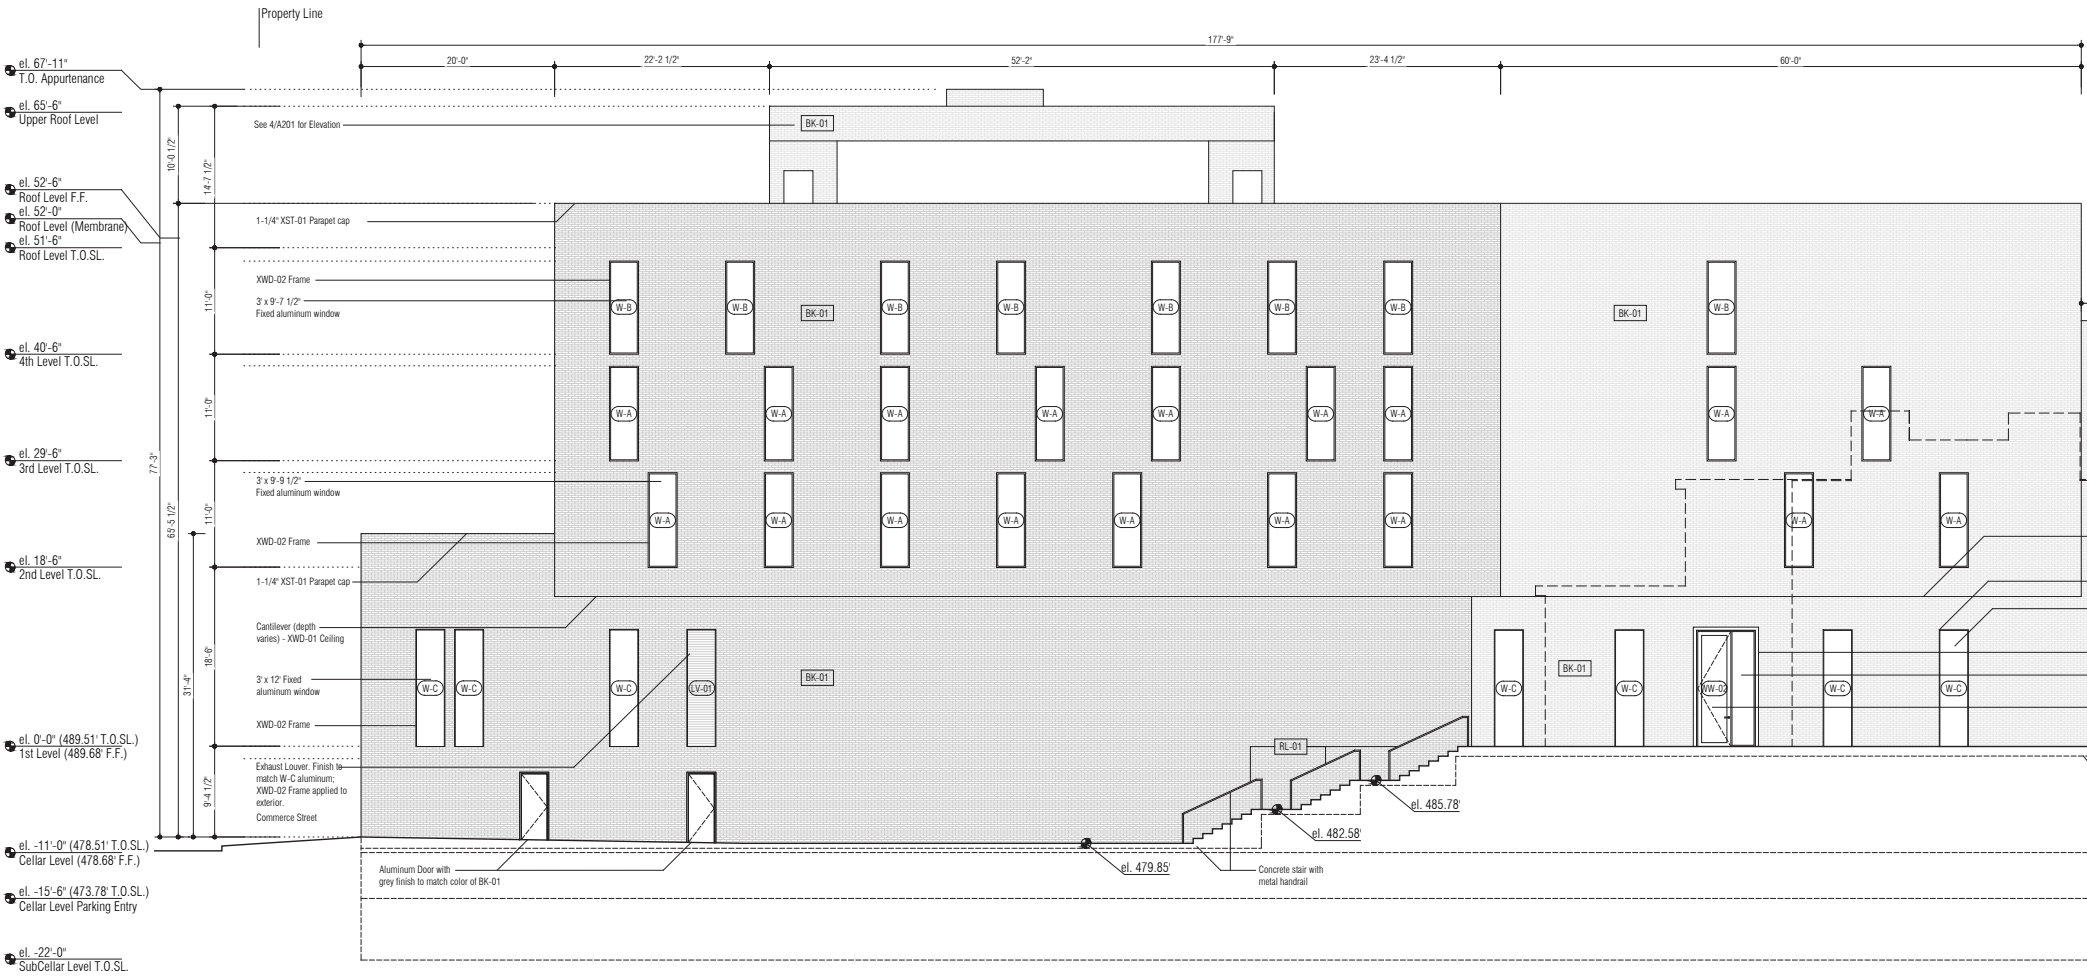 Property Line
177'-9"
20'-0"
22'-2 1/2"
52'-2"
23'-4 1/2"
60'-0"
el. 67'-11"
T.O. Appurtenance
el. 65'-6"
Upper Roof Level
See 4/A201 for Elevation
BK-01
10'-0 1/2"
14'-7 1/2"
el. 52'-6"
Roof Level F.F.
el. 52'-0"
Roof Level (Membrane)
el. 51'-6"
Roof Level T.O.SL.
1-1/4" XST-01 Parapet cap
XWD-02 Frame
3' x 9'-7 1/2"
Fixed aluminum window
11'-0"
W-B
W-B
W-B
W-B
W-B
W-B
W-B
W-B
BK-01
BK-01
el. 40'-6"
4th Level T.O.SL.
11'-0"
W-A
W-A
W-A
W-A
W-A
W-A
W-A
W-A
W-A
el. 29'-6"
3rd Level T.O.SL.
77'-3"
65'-5 1/2"
11'-0"
3' x 9'-9 1/2"
Fixed aluminum window
W-A
W-A
W-A
W-A
W-A
W-A
W-A
W-A
W-A
XWD-02 Frame
el. 18'-6"
2nd Level T.O.SL.
1-1/4" XST-01 Parapet cap
Cantilever (depth
varies) - XWD-01 Ceiling
18'-6"
31'-4"
3' x 12' Fixed
aluminum window
XWD-02 Frame
W-C
W-C
W-C
LV-01
BK-01
BK-01
W-C
W-C
WW-02
W-C
W-C
el. 0'-0" (489.51' T.O.SL.)
1st Level (489.68' F.F.)
RL-01
9'-4 1/2"
Exhaust Louver. Finish to
match W-C aluminum;
XWD-02 Frame applied to
exterior.
Commerce Street
el. 485.78'
el. 482.58'
el. 479.85'
el. -11'-0" (478.51' T.O.SL.)
Cellar Level (478.68' F.F.)
Aluminum Door with
grey finish to match color of BK-01
Concrete stair with
metal handrail
el. -15'-6" (473.78' T.O.SL.)
Cellar Level Parking Entry
el. -22'-0"
SubCellar Level T.O.SL.